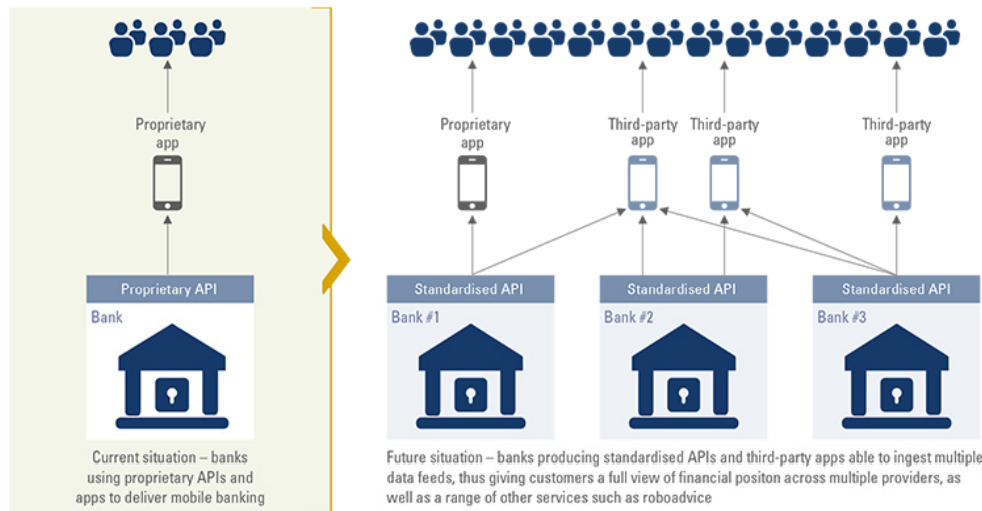 Proprietary
app
Proprietary API
Bank
Current situation – banks
using proprietary APIs and
apps to deliver mobile banking
Proprietary
app
Third-party
app
Third-party
app
Third-party
app
Standardised API
Bank #1
Standardised API
Bank #2
Standardised API
Bank #3
Future situation – banks producing standardised APIs and third-party apps able to ingest multiple
data feeds, thus giving customers a full view of financial positon across multiple providers, as
well as a range of other services such as roboadvice